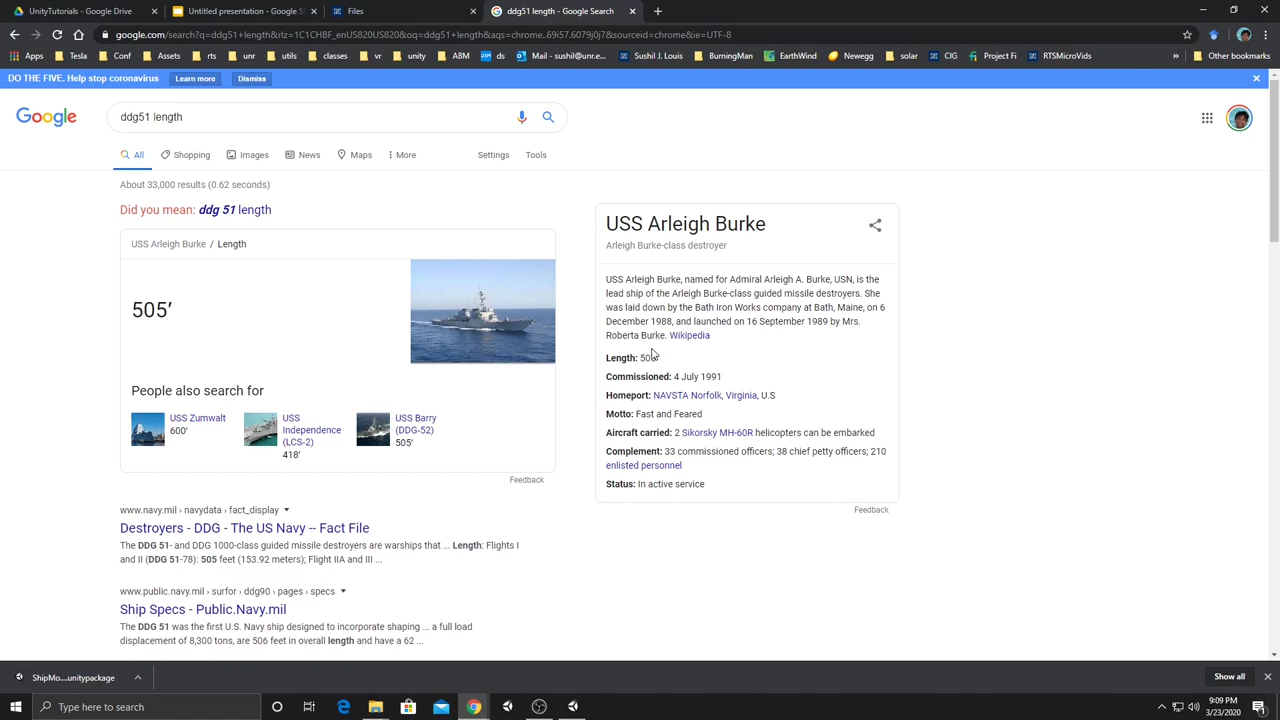 UnityTutorials - Google Drive
Files
ddg51 length - Google Search
google.com/search?q=ddg51+length&rlz=1C1CHBF_enUS820US820&oq=ddg51+length&aqs=chrome..69i57.6079j0j7&sourceid=chrome&ie=UTF-8
Apps
Tesla
Conf
Assets
rts
utils
classes
vr
unity
ABM
ds
Mail - sushil@unr.e...
Sushil J. Louis
BurningMan
EarthWind
Newegg
solar
CIG
Project Fi
RTSMicroVids
»
Other bookmarks
DO THE FIVE. Help stop coronavirus
Learn more
Dismiss
Google
ddg51 length
All
Shopping
Images
News
Maps
More
Settings
Tools
About 33,000 results (0.62 seconds)
Did you mean: ddg 51 length
USS Arleigh Burke / Length
505′
People also search for
USS Zumwalt
600′
USS
Independence
(LCS-2)
418′
USS Barry
(DDG-52)
505′
Feedback
www.navy.mil › navydata › fact_display
Destroyers - DDG - The US Navy -- Fact File
The DDG 51- and DDG 1000-class guided missile destroyers are warships that ... Length: Flights I
and II (DDG 51-78): 505 feet (153.92 meters); Flight IIA and III ...
www.public.navy.mil › surfor › ddg90 › pages › specs
Ship Specs - Public.Navy.mil
The DDG 51 was the first U.S. Navy ship designed to incorporate shaping ... a full load
displacement of 8,300 tons, are 506 feet in overall length and have a 62 ...
USS Arleigh Burke
Arleigh Burke-class destroyer
USS Arleigh Burke, named for Admiral Arleigh A. Burke, USN, is the
lead ship of the Arleigh Burke-class guided missile destroyers. She
was laid down by the Bath Iron Works company at Bath, Maine, on 6
December 1988, and launched on 16 September 1989 by Mrs.
Roberta Burke. Wikipedia
Length:
Commissioned: 4 July 1991
Homeport: NAVSTA Norfolk, Virginia, U.S
Motto: Fast and Feared
Aircraft carried: 2 Sikorsky MH-60R helicopters can be embarked
Complement: 33 commissioned officers; 38 chief petty officers; 210
enlisted personnel
Status: In active service
Feedback
ShipMo....unitypackage
Show all
Type here to search
9:09 PM
3/23/2020